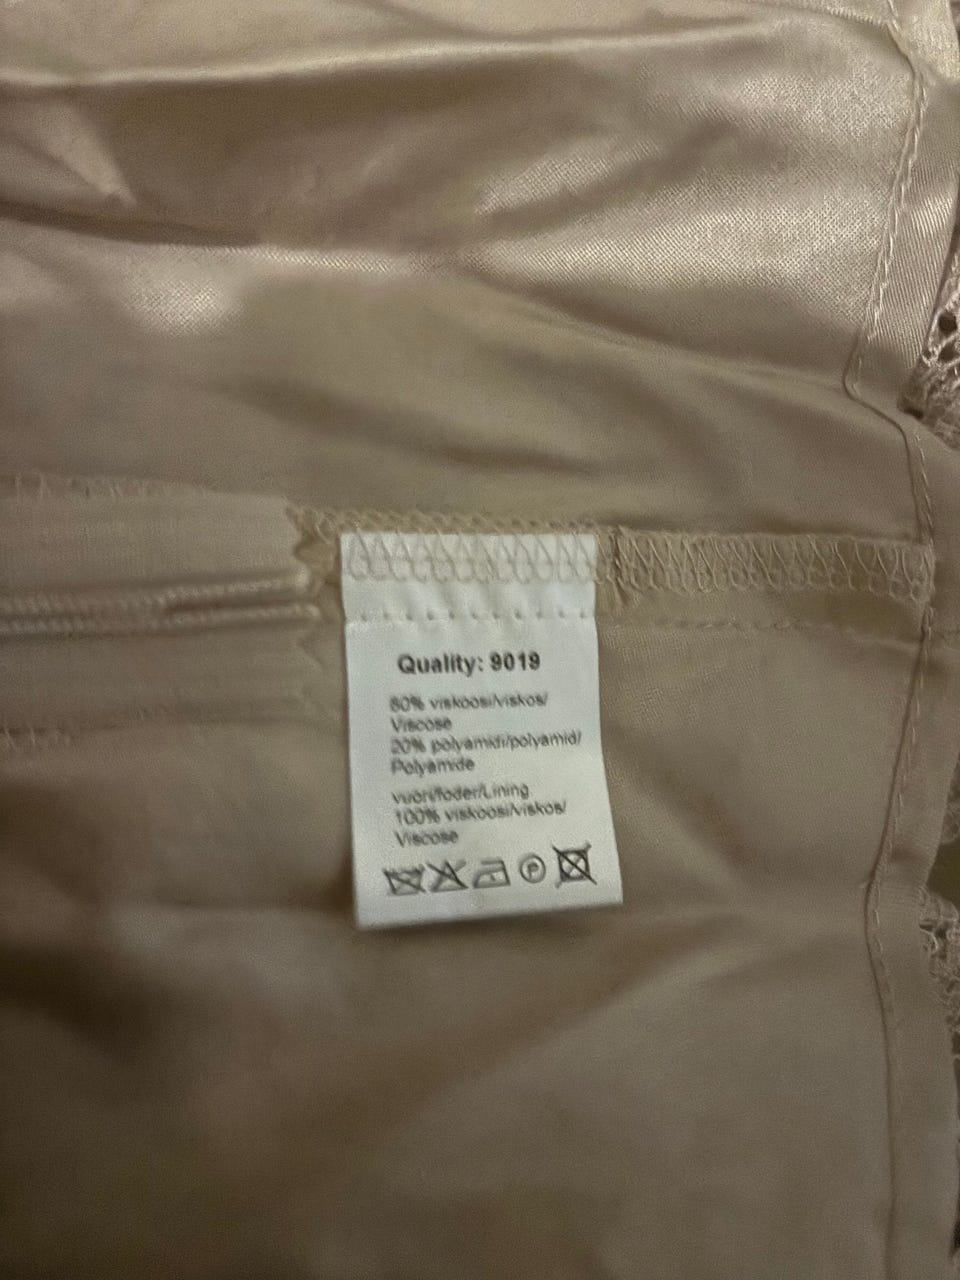 Quality: 9019
80% viskoosi/viskos/
Viscose
20% polyamidi/polyamid/
Polyamide
vuori/foder/Lining
100% viskoosi/viskos/
Viscose
P